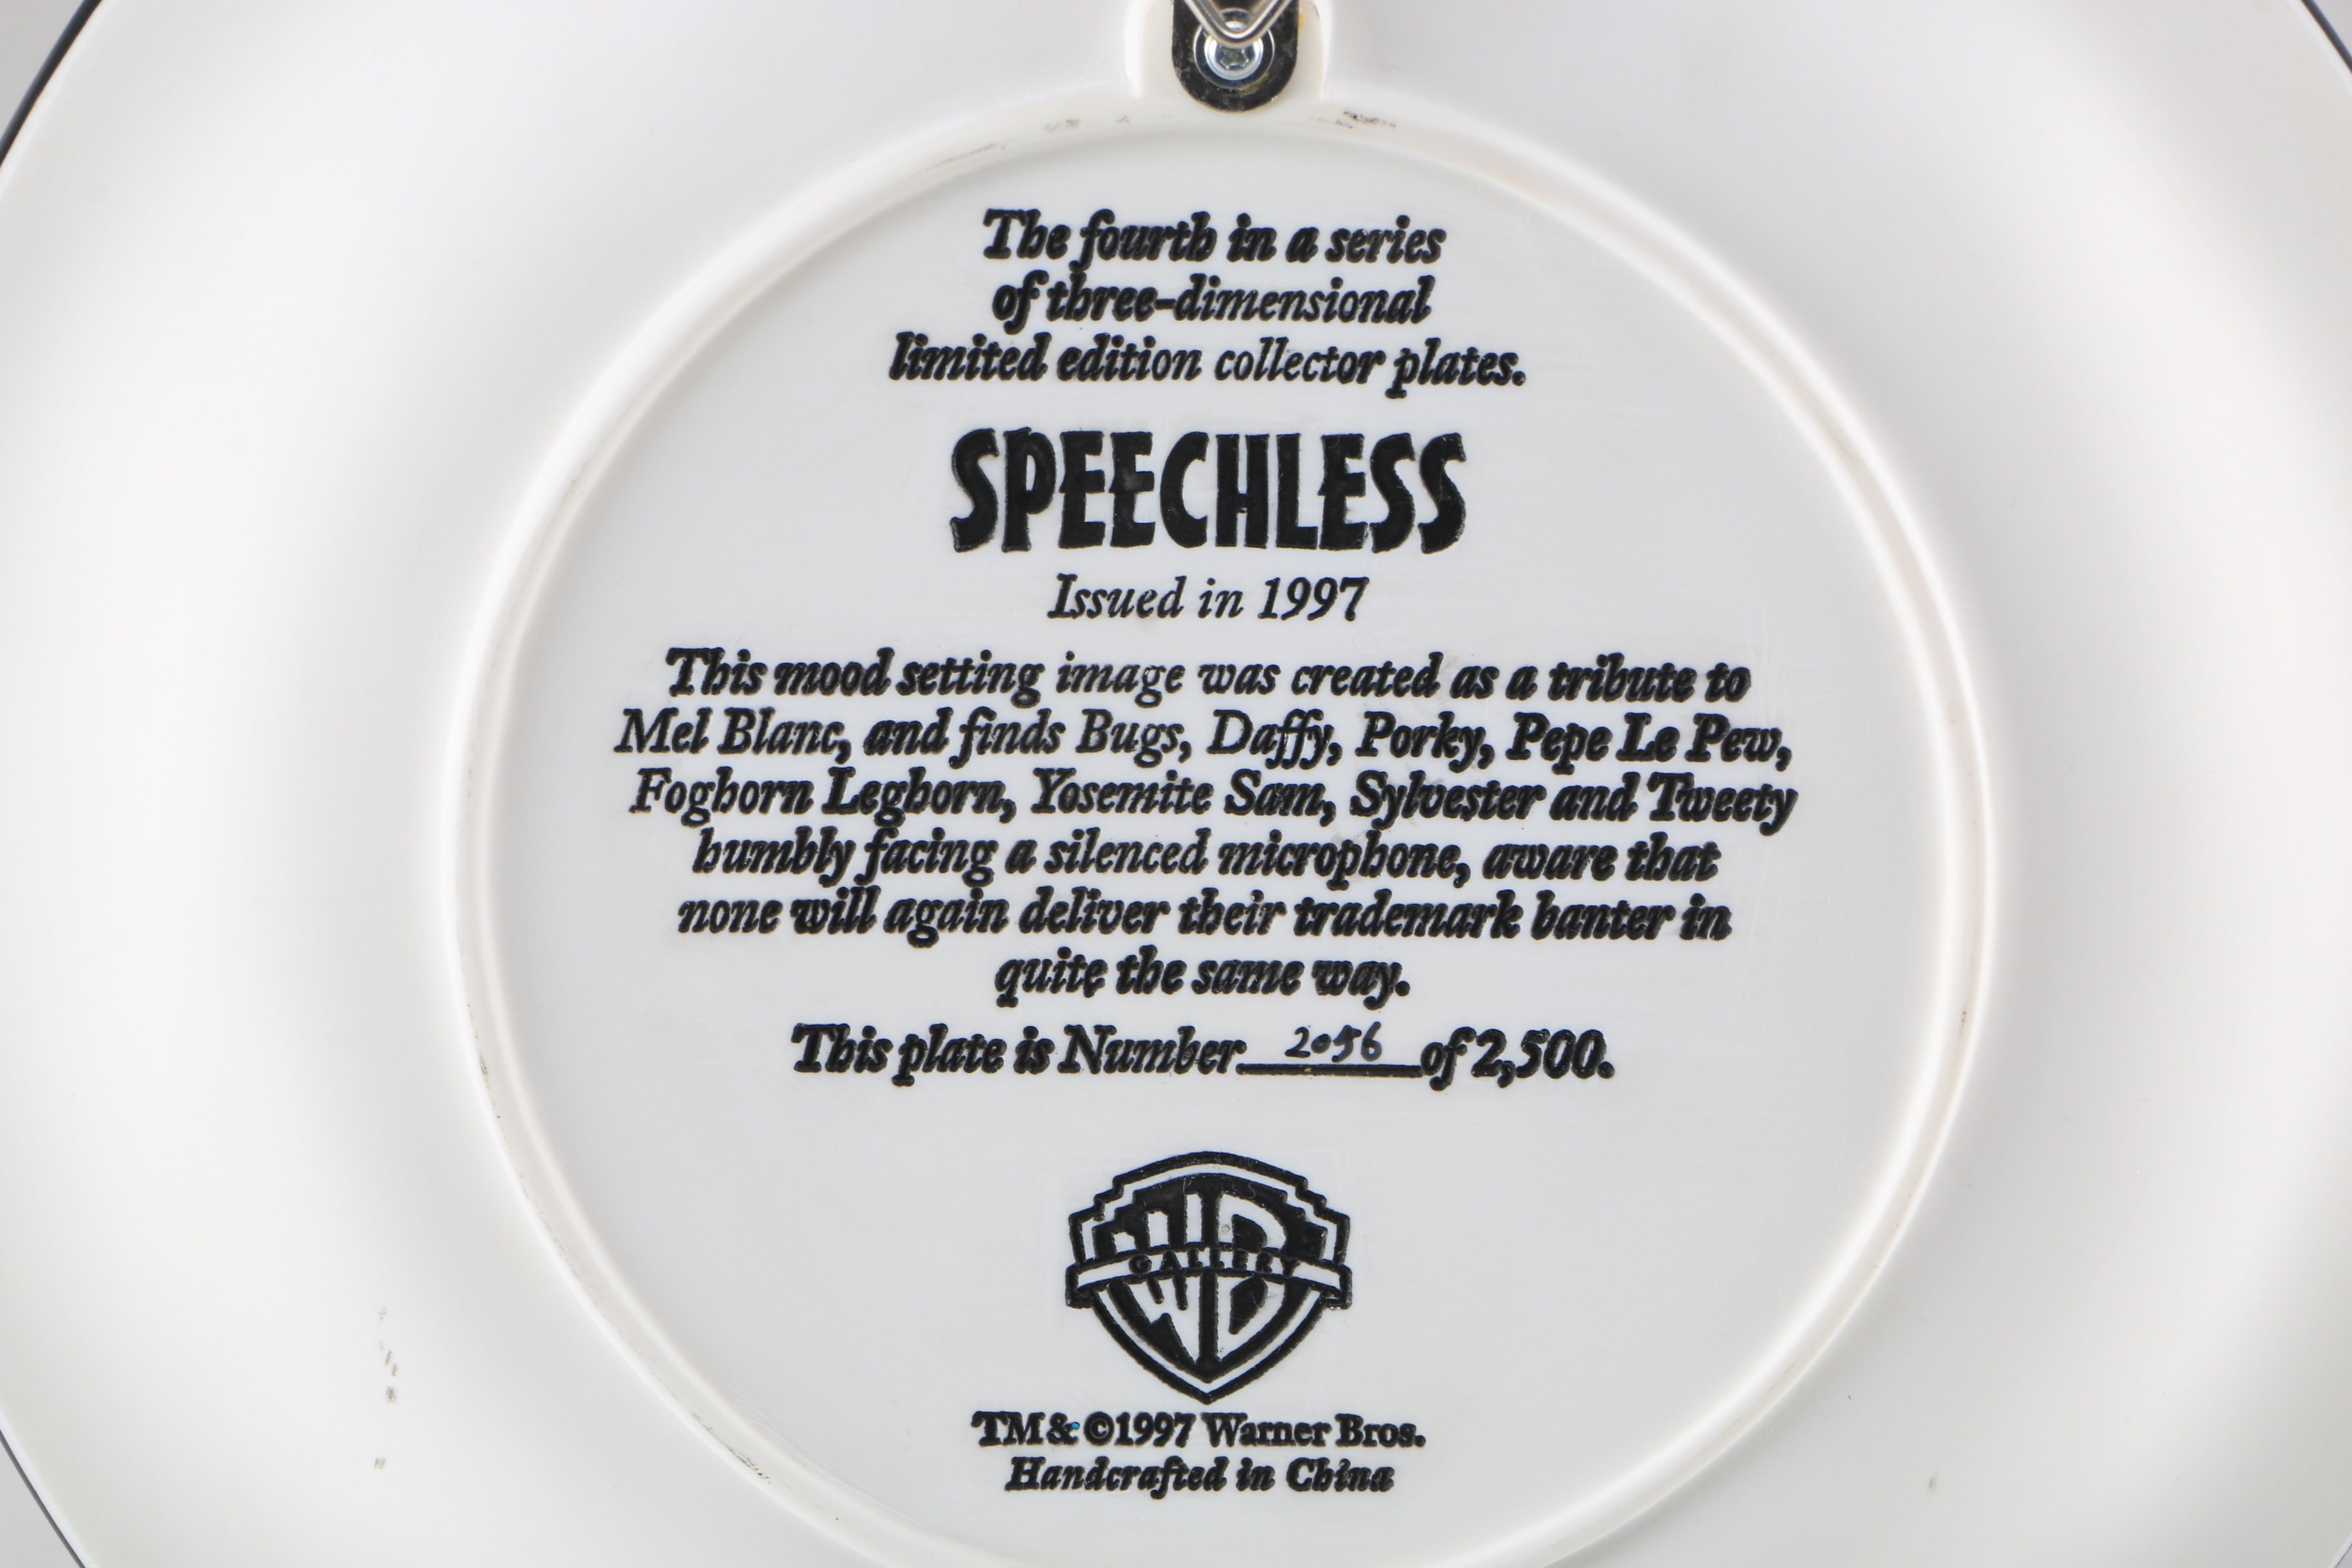 The fourth in a series
of three-dimensional
limited edition collector plates.
SPEECHLESS
Issued in 1997
This mood setting image was created as a tribute to
Mel Blanc, and finds Bugs, Daffy, Porky, Pepe Le Pew,
Foghorn Leghorn, Yosemite Sam, Sylvester and Tweety
humbly facing a silenced microphone, aware that
none will again deliver their trademark banter in
quite the same way.
This plate is Number 2056 of 2,500.
WB
GALLERY
TM & ©1997 Warner Bros.
Handcrafted in China